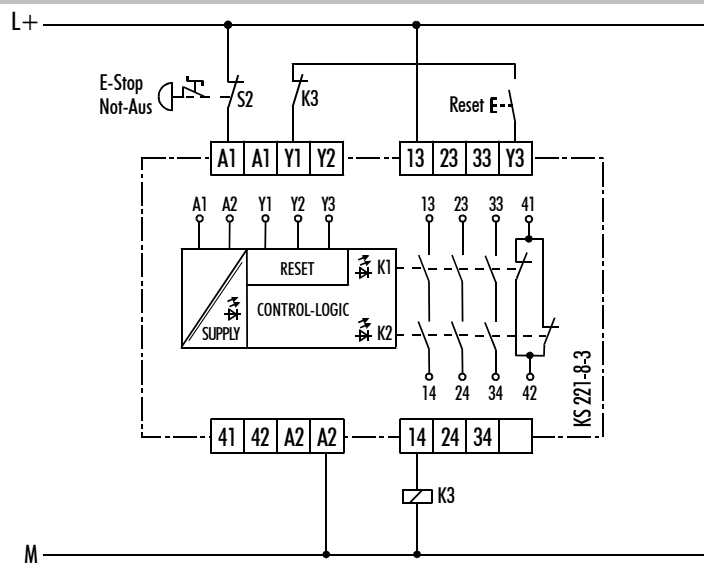 L+
E-Stop
Not-Aus
S2
K3
Reset
A1 A1 Y1 Y2
13 23 33 Y3
A1 A2 Y1 Y2 Y3
13 23 33 41
RESET
K1
CONTROL-LOGIC
SUPPLY
K2
14 24 34 42
KS 221-8-3
41 42 A2 A2
14 24 34
K3
M